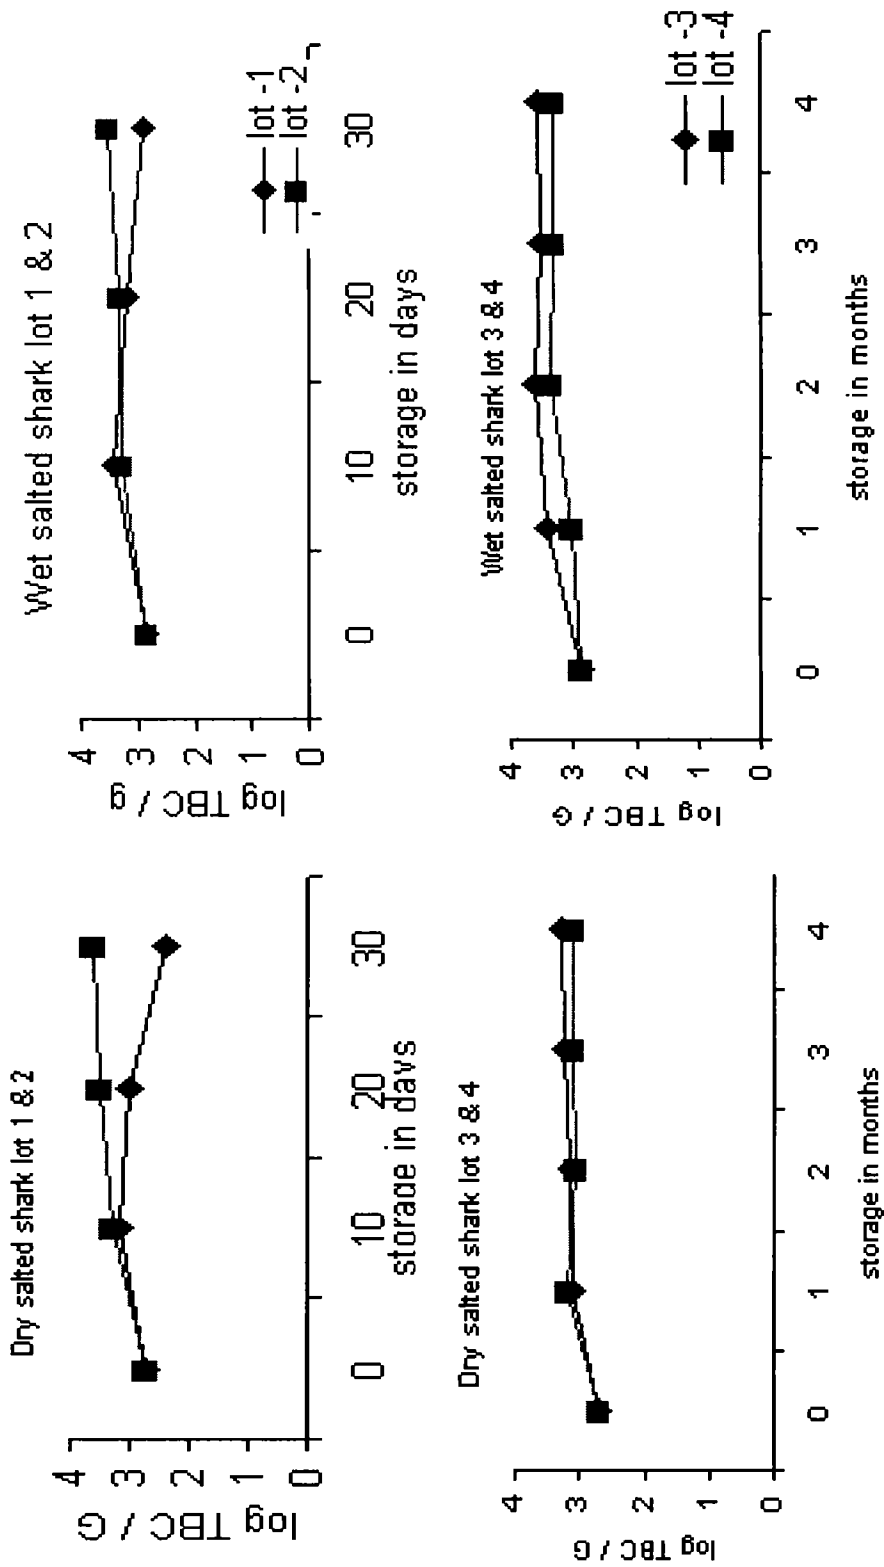 Dry salted shark lot 1 & 2
log TBC / G
4
3
2
1
0
0 10 20 30
storage in days
Wet salted shark lot 1 & 2
log TBC / g
4
3
2
1
0
0 10 20 30
storage in days
lot -1
lot -2
Dry salted shark lot 3 & 4
log TBC / G
4
3
2
1
0
0 1 2 3 4
storage in months
Wet salted shark lot 3 & 4
log TBC / G
4
3
2
1
0
0 1 2 3 4
storage in months
lot -3
lot -4